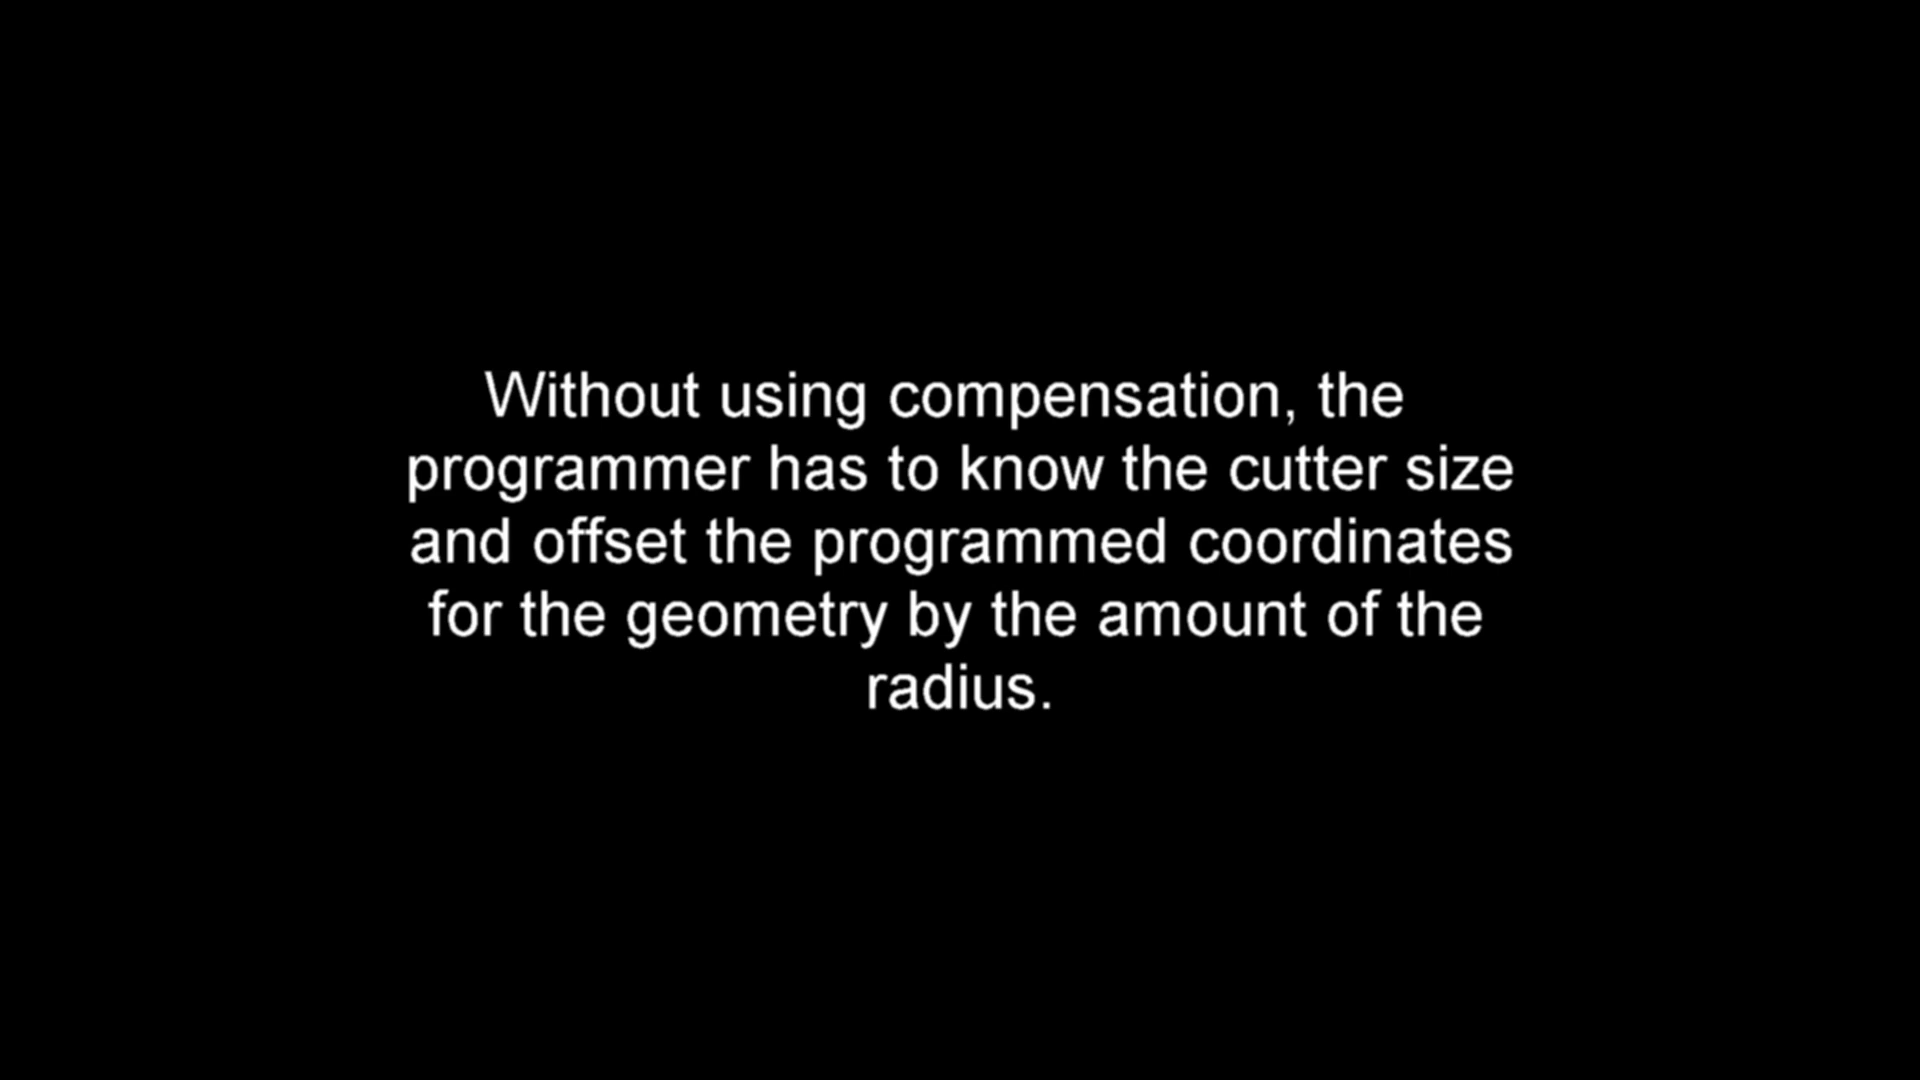 Without using compensation, the
programmer has to know the cutter size
and offset the programmed coordinates
for the geometry by the amount of the
radius.